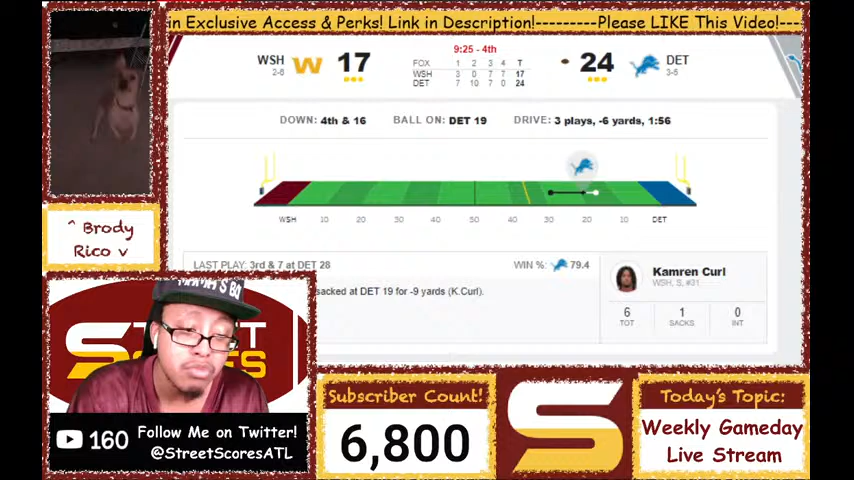 in Exclusive Access & Perks! Link in Description!---------Please LIKE This Video!---
9:25 - 4th
WSH
2-6
W
17
FOX 1 2 3 4 T
WSH 3 0 7 7 17
DET 7 10 7 0 24
24
DET
3-5
DOWN: 4th & 16
BALL ON: DET 19
DRIVE: 3 plays, -6 yards, 1:56
WSH 10 20 30 40 50 40 30 20 10 DET
LAST PLAY: 3rd & 7 at DET 28
WIN %: 79.4
sacked at DET 19 for -9 yards (K.Curl).
Kamren Curl
WSH, S, #31
6 1 0
TOT SACKS INT
^ Brody
Rico v
160
Follow Me on Twitter!
@StreetScoresATL
Subscriber Count!
6,800
S
Today's Topic:
Weekly Gameday
Live Stream